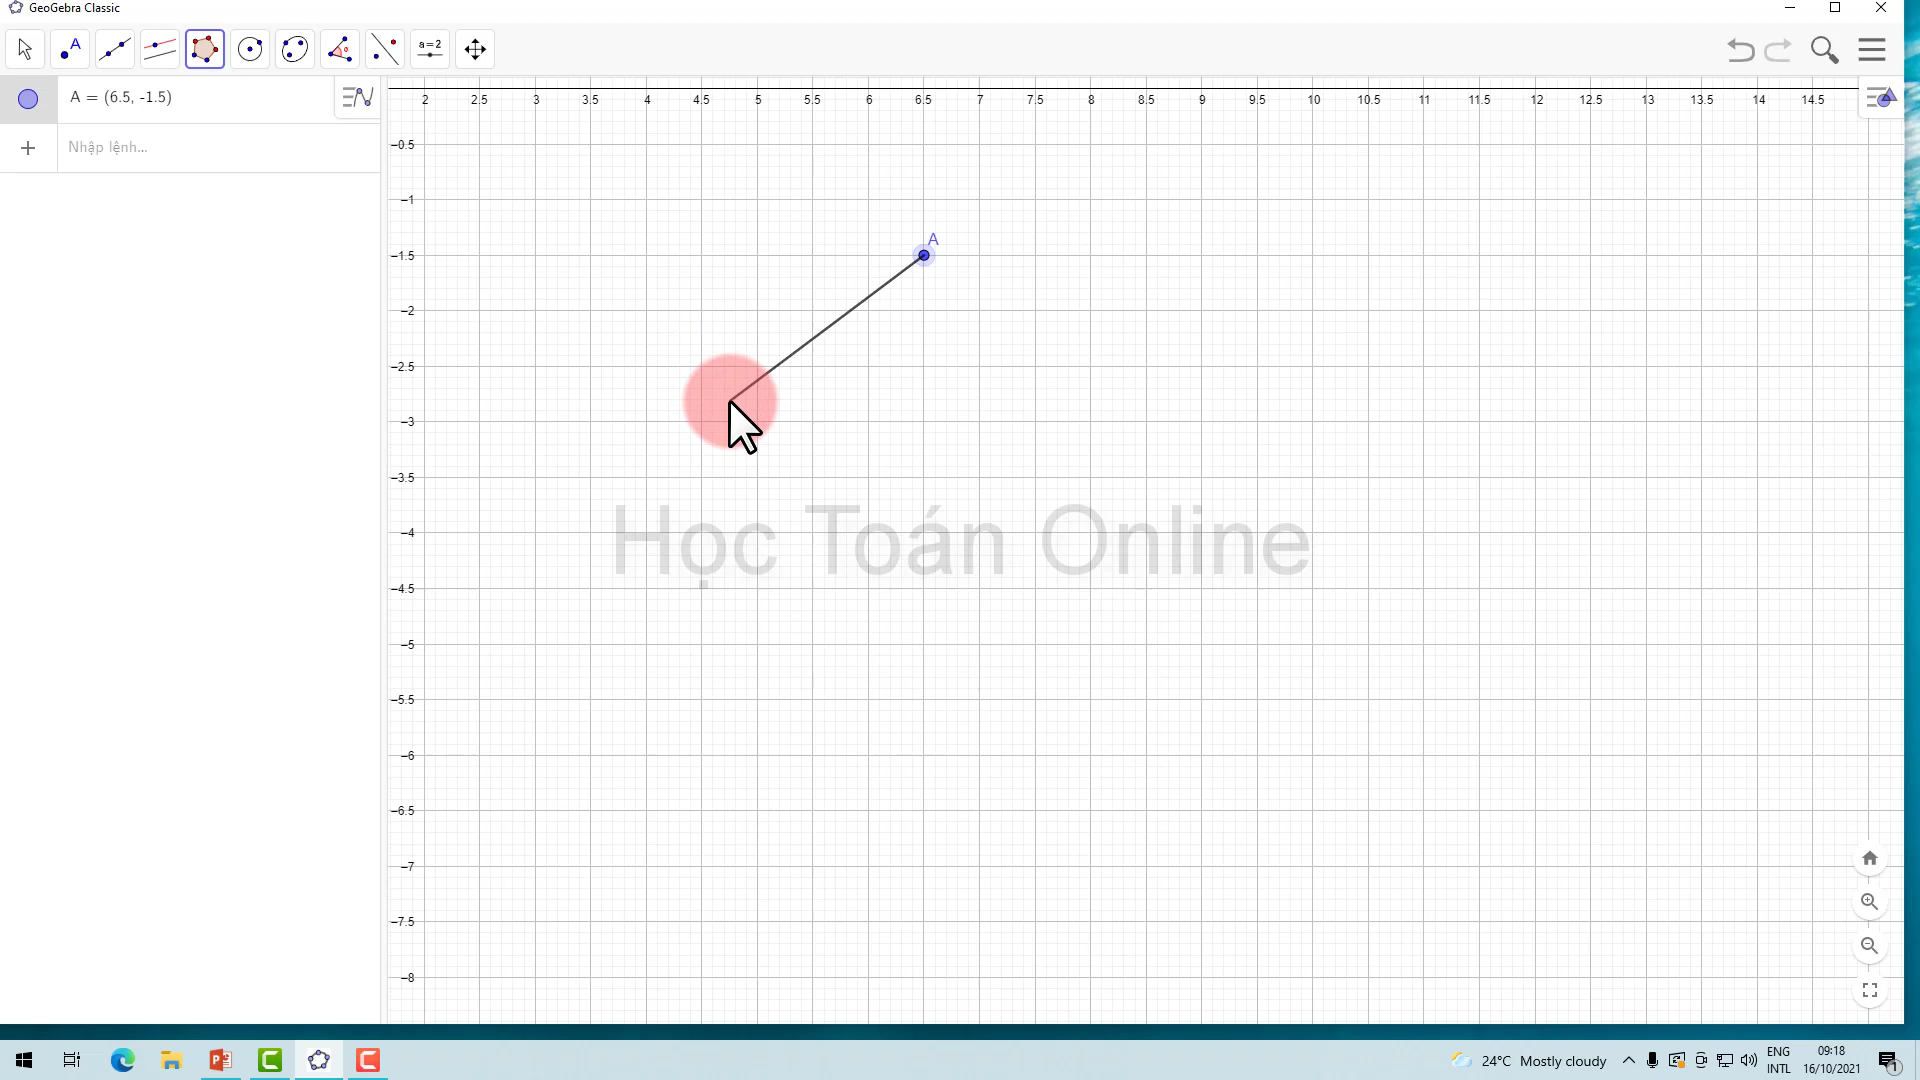 GeoGebra Classic
A
a=2
A = (6.5, -1.5)
Nhập lệnh...
2 2.5 3 3.5 4 4.5 5 5.5 6 6.5 7 7.5 8 8.5 9 9.5 10 10.5 11 11.5 12 12.5 13 13.5 14 14.5
−0.5
−1
A
−1.5
−2
−2.5
−3
−3.5
Học Toán Online
−4
−4.5
−5
−5.5
−6
−6.5
−7
−7.5
−8
24°C Mostly cloudy
ENG
INTL
09:18
16/10/2021
1